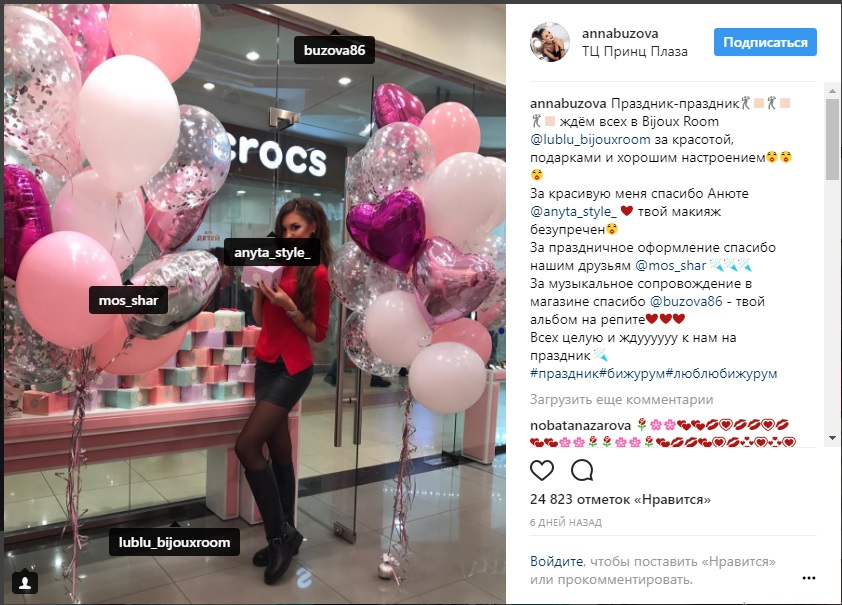 buzova86
crocs
anyta_style_
mos_shar
lublu_bijouxroom
annabuzova
ТЦ Принц Плаза
Подписаться
annabuzova Праздник-праздник
ждём всех в Bijoux Room
@lublu_bijouxroom за красотой,
подарками и хорошим настроением😲😲
😲
За красивую меня спасибо Анюте
@anyta_style_ ❤ твой макияж
безупречен😲
За праздничное оформление спасибо
нашим друзьям @mos_shar
За музыкальное сопровождение в
магазине спасибо @buzova86 - твой
альбом на репите❤❤❤
Всех целую и ждуууууу к нам на
праздник
#праздник#бижурум#люблюбижурум
Загрузить еще комментарии
nobatanazarova
24 823 отметок «Нравится»
6 ДНЕЙ НАЗАД
Войдите, чтобы поставить «Нравится»
или прокомментировать.